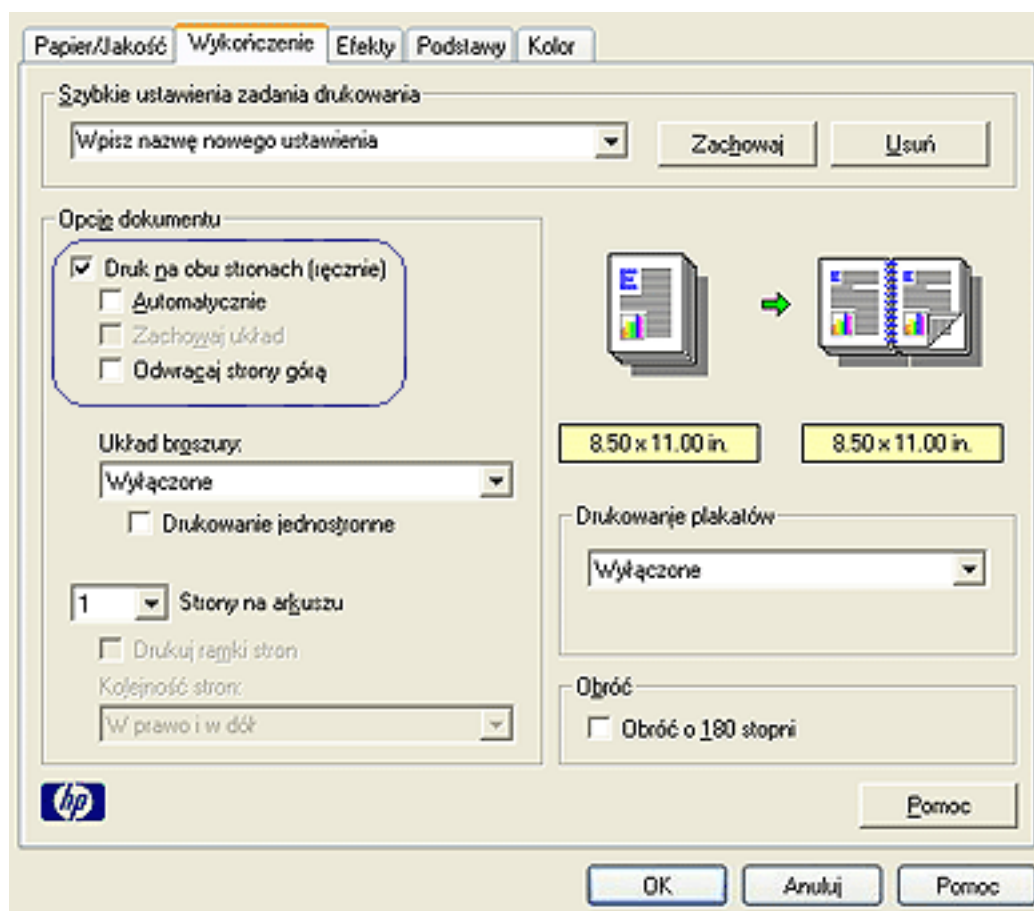 Papier/Jakość Wykończenie Efekty Podstawy Kolor
Szybkie ustawienia zadania drukowania
Wpisz nazwę nowego ustawienia Zachowaj Usuń
Opcje dokumentu
Druk na obu stronach (ręcznie)
Automatycznie
Zachowaj układ
Odwracaj strony górą
Układ broszury:
Wyłączone
Drukowanie jednostronne
1 Strony na arkuszu
Drukuj ramki stron
Kolejność stron:
W prawo i w dół
E
E E
8.50 x 11.00 in. 8.50 x 11.00 in.
Drukowanie plakatów
Wyłączone
Obróć
Obróć o 180 stopni
hp
Pomoc
OK Anuluj Pomoc